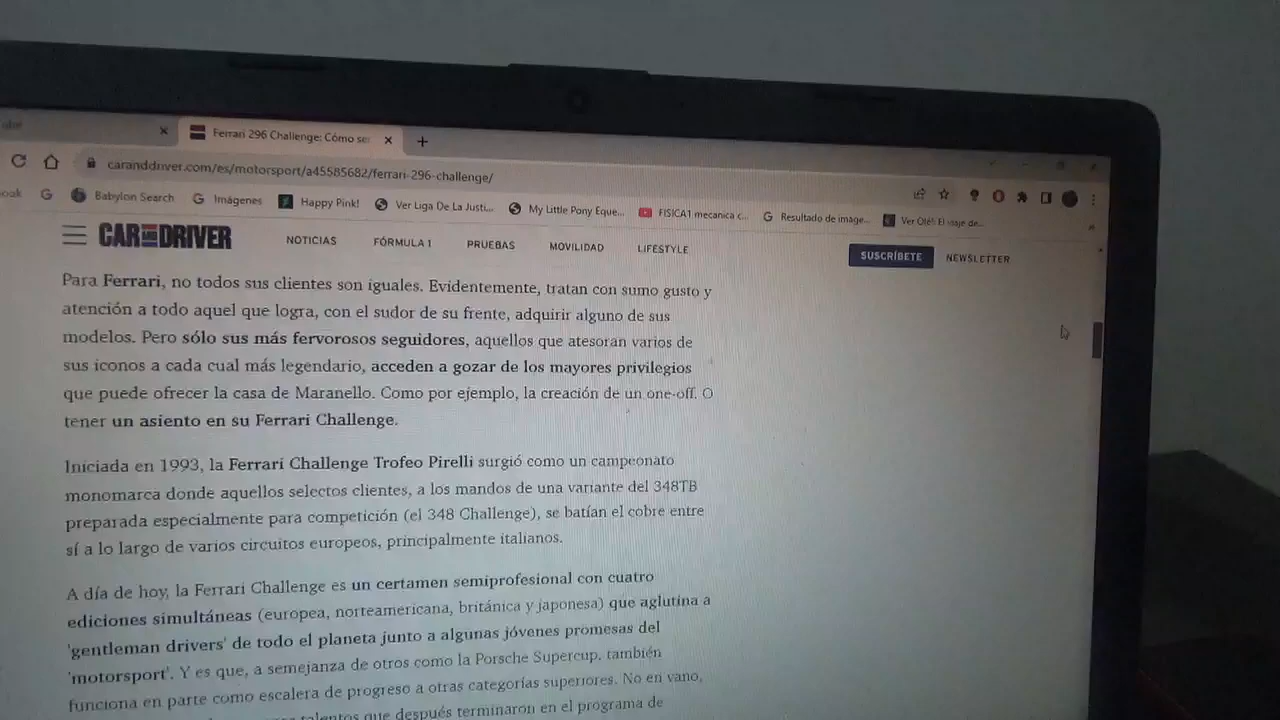 Ferrari 296 Challenge: Cómo se
caranddriver.com/es/motorsport/a45585682/ferrari-296-challenge/
Babylon Search Imágenes Happy Pink! Ver Liga De La Justi... My Little Pony Eque... FISICA1 mecanica c... Resultado de image... Ver Olé!: El viaje de...
CAR AND DRIVER NOTICIAS FÓRMULA 1 PRUEBAS MOVILIDAD LIFESTYLE SUSCRÍBETE NEWSLETTER
Para Ferrari, no todos sus clientes son iguales. Evidentemente, tratan con sumo gusto y
atención a todo aquel que logra, con el sudor de su frente, adquirir alguno de sus
modelos. Pero sólo sus más fervorosos seguidores, aquellos que atesoran varios de
sus iconos a cada cual más legendario, acceden a gozar de los mayores privilegios
que puede ofrecer la casa de Maranello. Como por ejemplo, la creación de un one-off. O
tener un asiento en su Ferrari Challenge.
Iniciada en 1993, la Ferrari Challenge Trofeo Pirelli surgió como un campeonato
monomarca donde aquellos selectos clientes, a los mandos de una variante del 348TB
preparada especialmente para competición (el 348 Challenge), se batían el cobre entre
sí a lo largo de varios circuitos europeos, principalmente italianos.
A día de hoy, la Ferrari Challenge es un certamen semiprofesional con cuatro
ediciones simultáneas (europea, norteamericana, británica y japonesa) que aglutina a
'gentleman drivers' de todo el planeta junto a algunas jóvenes promesas del
'motorsport'. Y es que, a semejanza de otros como la Porsche Supercup, también
funciona en parte como escalera de progreso a otras categorías superiores. No en vano,
talentos que después terminaron en el programa de